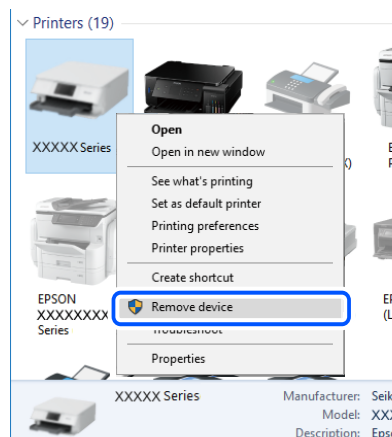 Printers (19)
XXXXX Series
Open
Open in new window
See what's printing
Set as default printer
Printing preferences
Printer properties
Create shortcut
Remove device
Troubleshoot
Properties
EPSON
XXXXXXXX
Series
XXXXX Series
Manufacturer:
Model:
Description: